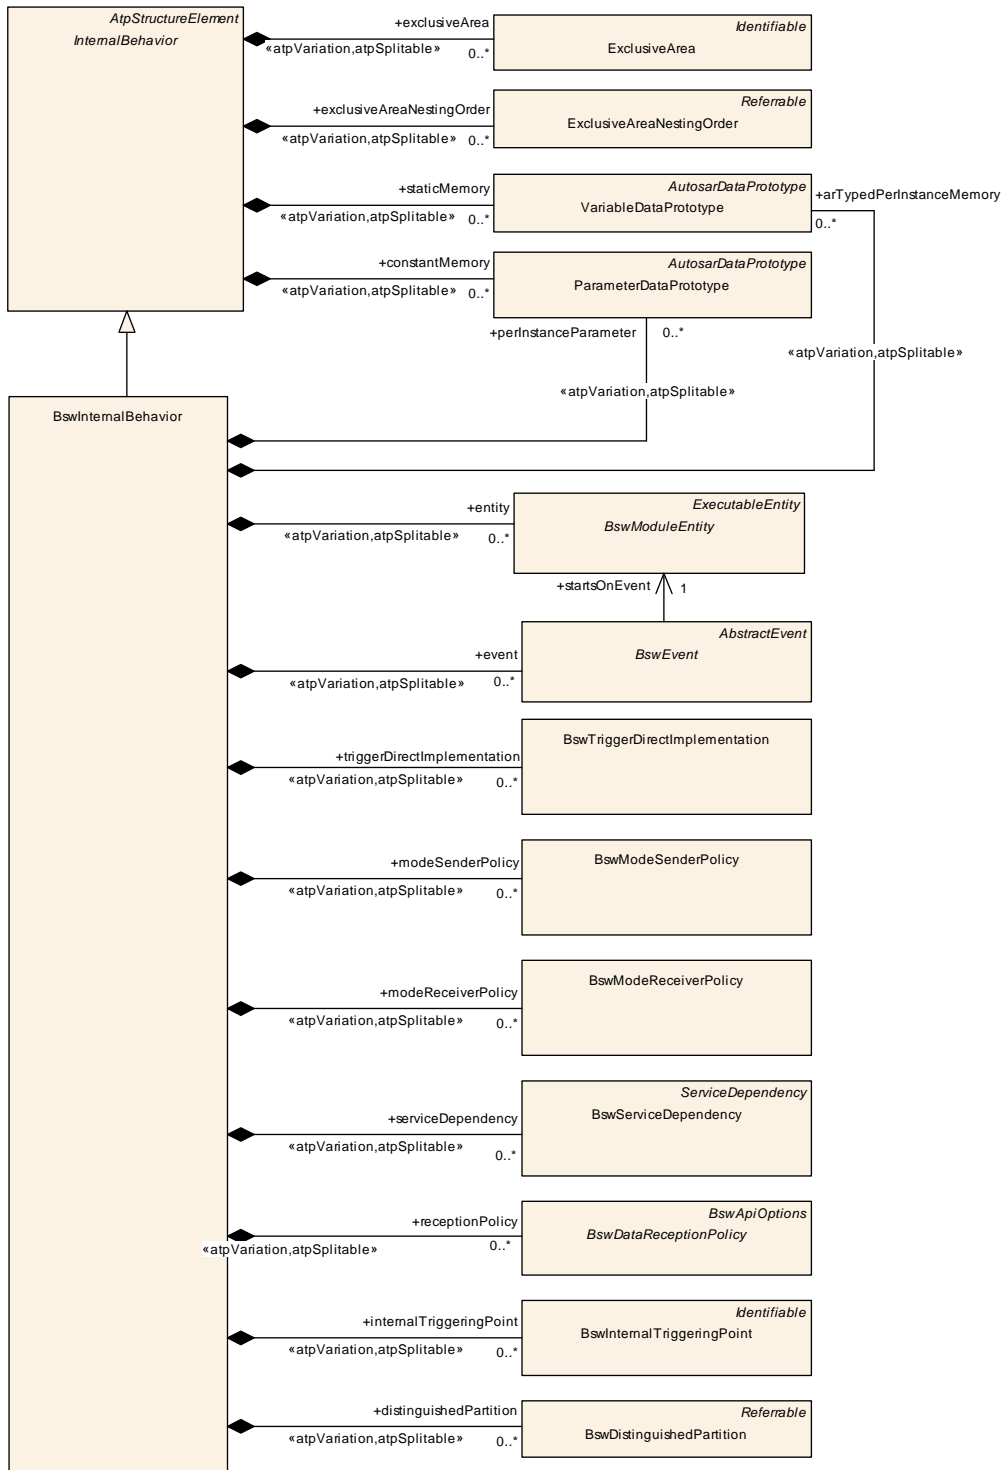 AtpStructureElement
InternalBehavior
+exclusiveArea
«atpVariation,atpSplitable»
0..*
Identifiable
ExclusiveArea
+exclusiveAreaNestingOrder
«atpVariation,atpSplitable»
0..*
Referrable
ExclusiveAreaNestingOrder
+staticMemory
«atpVariation,atpSplitable»
0..*
AutosarDataPrototype
VariableDataPrototype
+arTypedPerInstanceMemory
0..*
+constantMemory
«atpVariation,atpSplitable»
0..*
AutosarDataPrototype
ParameterDataPrototype
+perInstanceParameter
0..*
«atpVariation,atpSplitable»
«atpVariation,atpSplitable»
BswInternalBehavior
+entity
«atpVariation,atpSplitable»
0..*
ExecutableEntity
BswModuleEntity
+startsOnEvent
1
+event
«atpVariation,atpSplitable»
0..*
AbstractEvent
BswEvent
+triggerDirectImplementation
«atpVariation,atpSplitable»
0..*
BswTriggerDirectImplementation
+modeSenderPolicy
«atpVariation,atpSplitable»
0..*
BswModeSenderPolicy
+modeReceiverPolicy
«atpVariation,atpSplitable»
0..*
BswModeReceiverPolicy
+serviceDependency
«atpVariation,atpSplitable»
0..*
ServiceDependency
BswServiceDependency
+receptionPolicy
«atpVariation,atpSplitable»
0..*
BswApiOptions
BswDataReceptionPolicy
+internalTriggeringPoint
«atpVariation,atpSplitable»
0..*
Identifiable
BswInternalTriggeringPoint
+distinguishedPartition
«atpVariation,atpSplitable»
0..*
Referrable
BswDistinguishedPartition